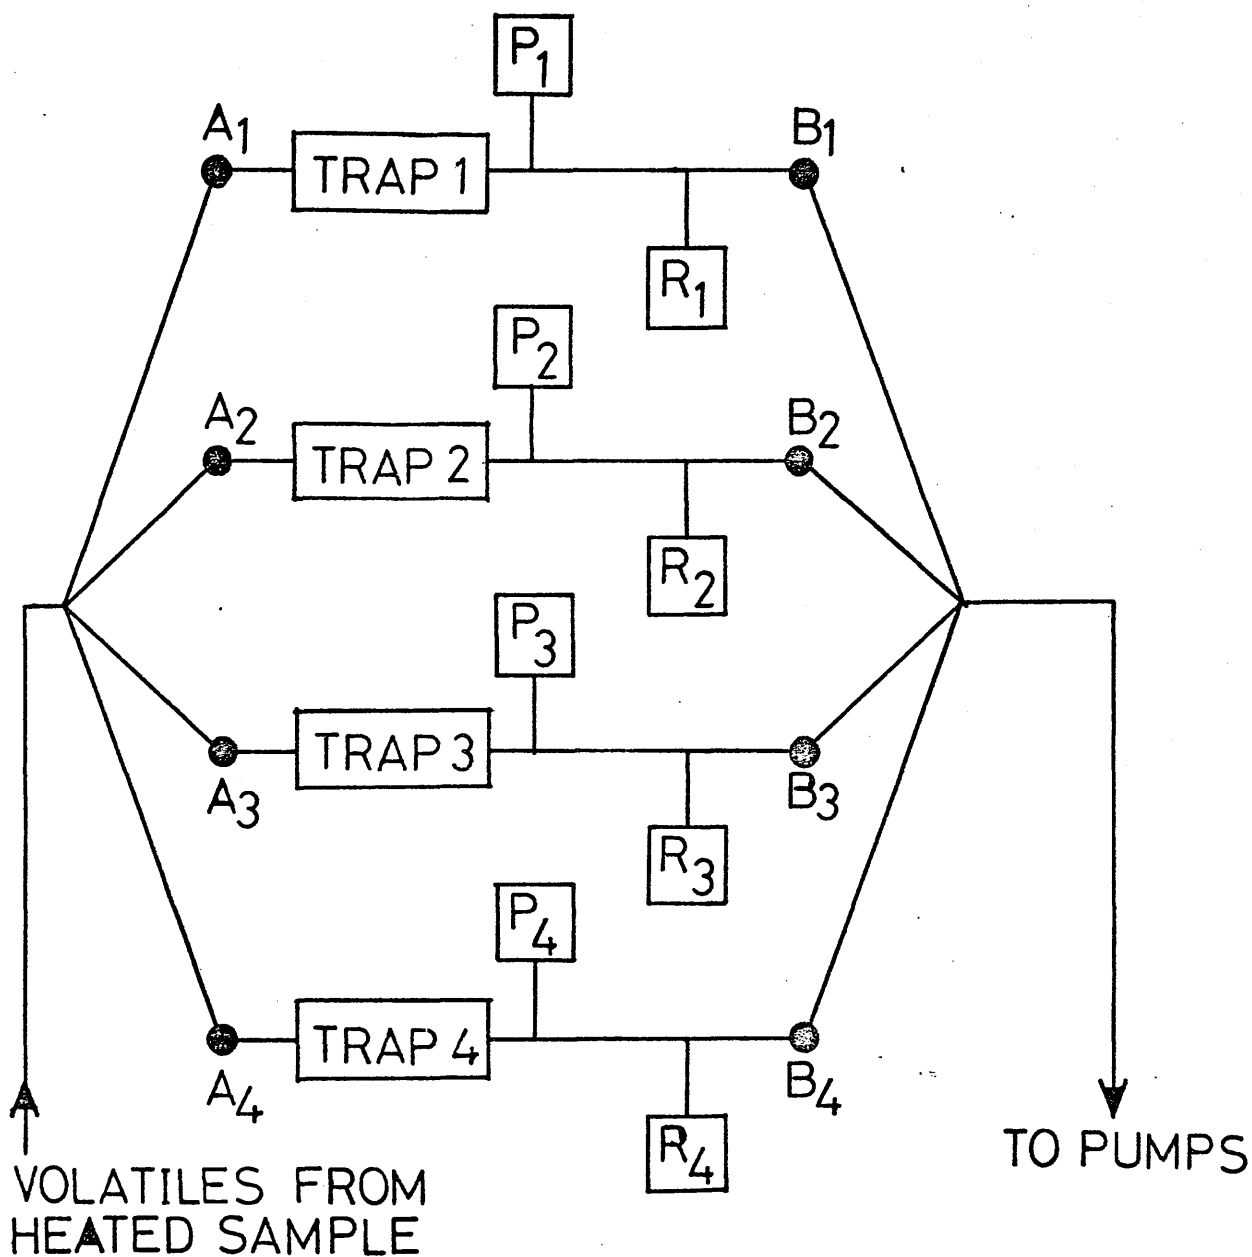 P1
A1
B1
TRAP 1
R1
P2
A2
B2
TRAP 2
R2
P3
TRAP 3
A3
B3
R3
P4
TRAP 4
A4
B4
R4
TO PUMPS
VOLATILES FROM
HEATED SAMPLE